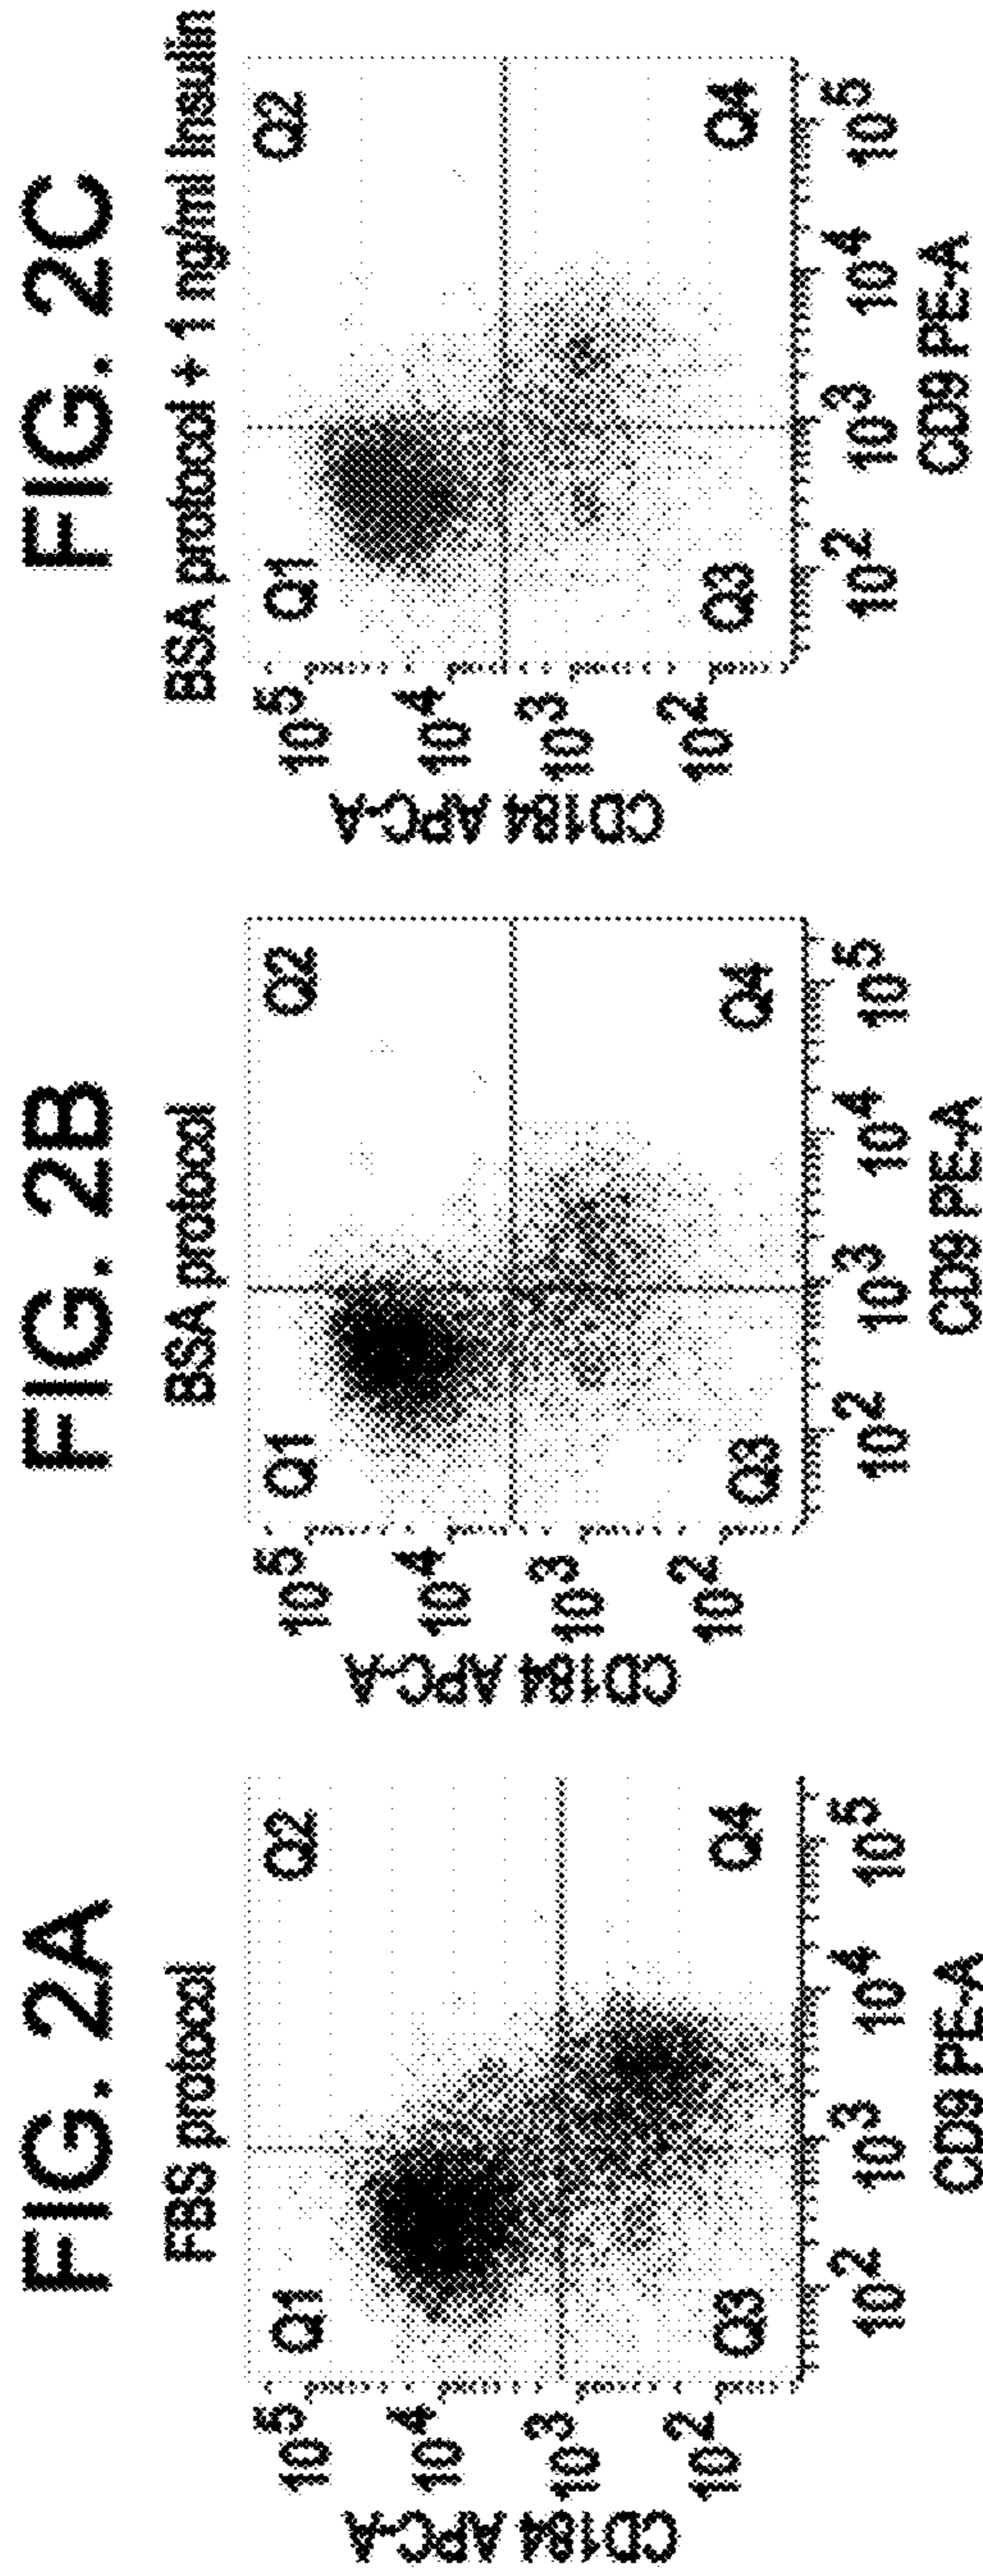 FIG. 2A
FBS protocol
Q1
Q2
Q3
Q4
10^5
10^4
10^3
10^2
CD184 APC-A
10^2
10^3
10^4
10^5
CD9 PE-A
FIG. 2B
BSA protocol
Q1
Q2
Q3
Q4
10^5
10^4
10^3
10^2
CD184 APC-A
10^2
10^3
10^4
10^5
CD9 PE-A
FIG. 2C
BSA protocol + 1 ng/ml Insulin
Q1
Q2
Q3
Q4
10^5
10^4
10^3
10^2
CD184 APC-A
10^2
10^3
10^4
10^5
CD9 PE-A